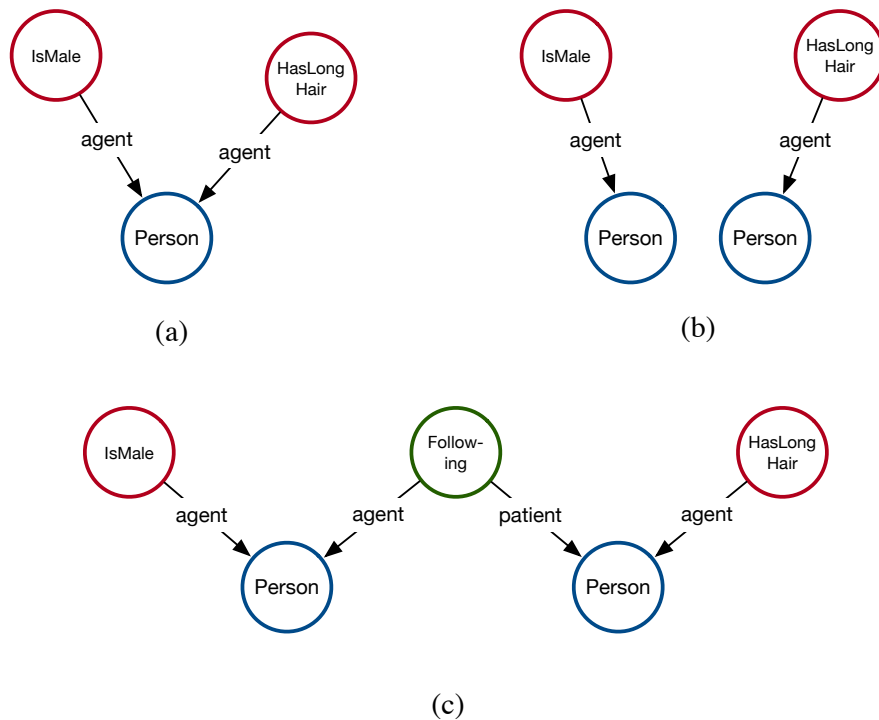 IsMale
HasLong
Hair
agent
agent
Person
(a)
IsMale
HasLong
Hair
agent
agent
Person
Person
(b)
IsMale
Follow-
ing
HasLong
Hair
agent
agent
patient
agent
Person
Person
(c)